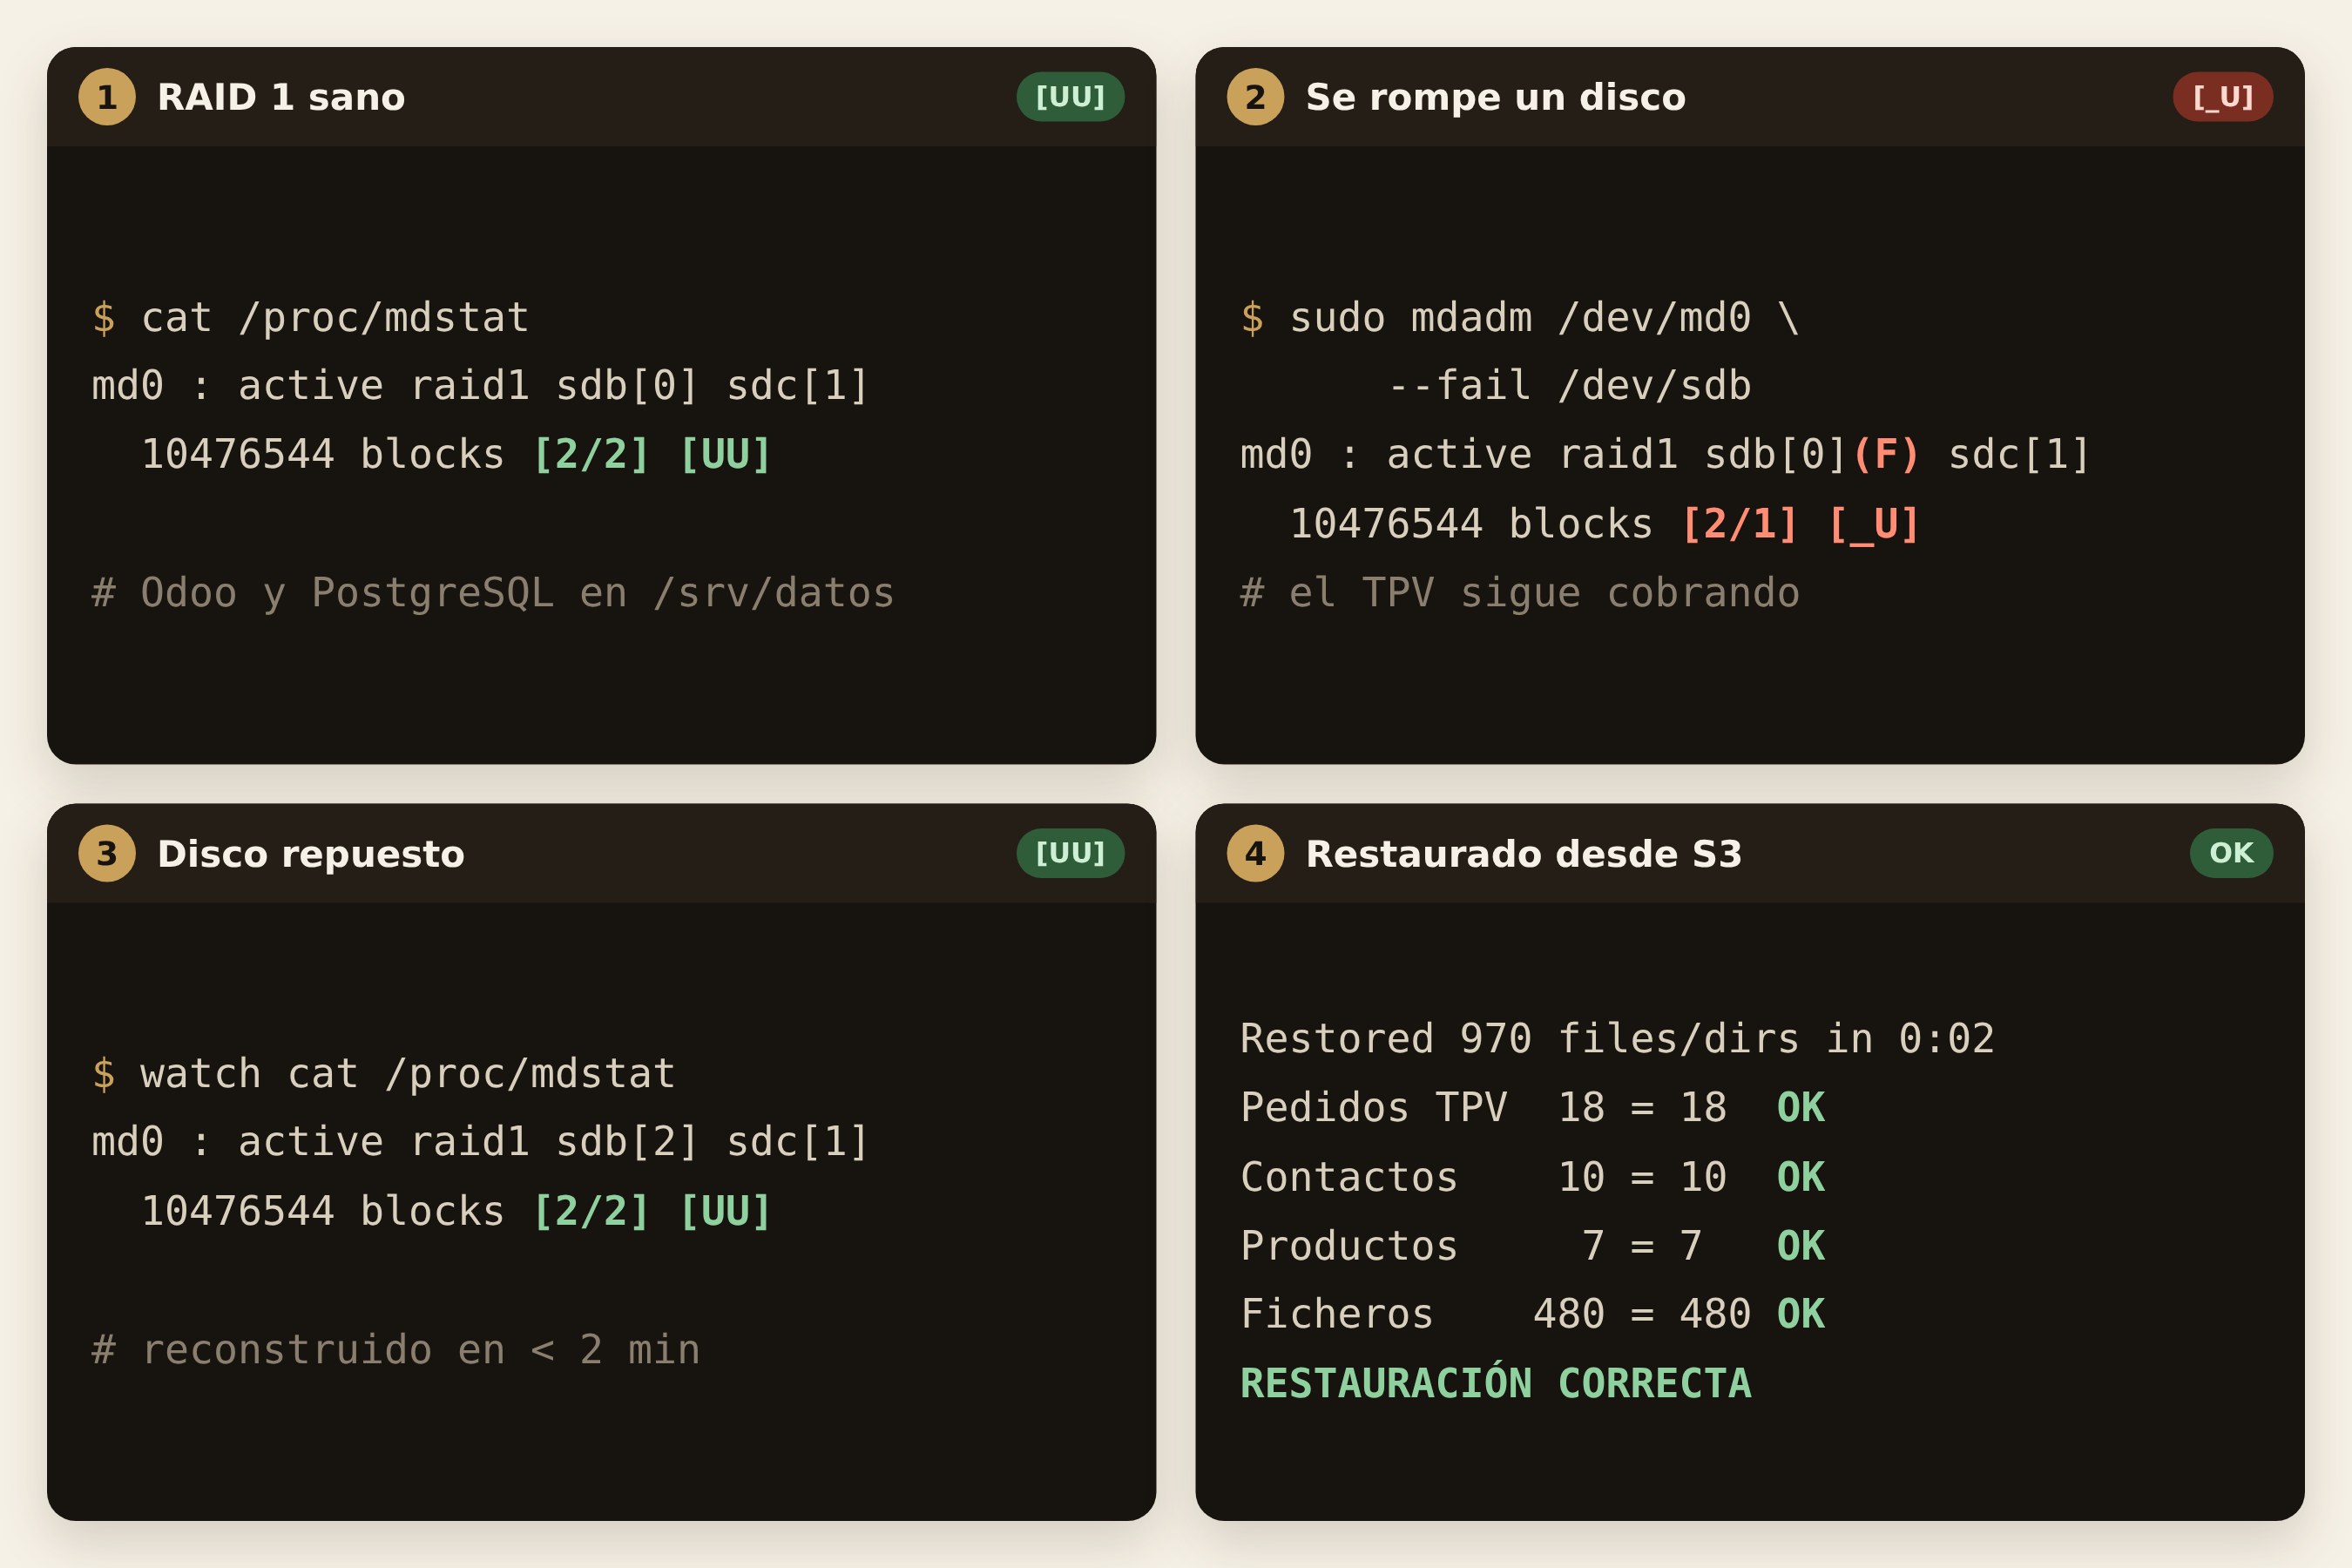 1 RAID 1 sano [UU]
$ cat /proc/mdstat
md0 : active raid1 sdb[0] sdc[1]
10476544 blocks [2/2] [UU]
# Odoo y PostgreSQL en /srv/datos
2 Se rompe un disco [_U]
$ sudo mdadm /dev/md0 \
--fail /dev/sdb
md0 : active raid1 sdb[0](F) sdc[1]
10476544 blocks [2/1] [_U]
# el TPV sigue cobrando
3 Disco repuesto [UU]
$ watch cat /proc/mdstat
md0 : active raid1 sdb[2] sdc[1]
10476544 blocks [2/2] [UU]
# reconstruido en < 2 min
4 Restaurado desde S3 OK
Restored 970 files/dirs in 0:02
Pedidos TPV 18 = 18 OK
Contactos 10 = 10 OK
Productos 7 = 7 OK
Ficheros 480 = 480 OK
RESTAURACIÓN CORRECTA